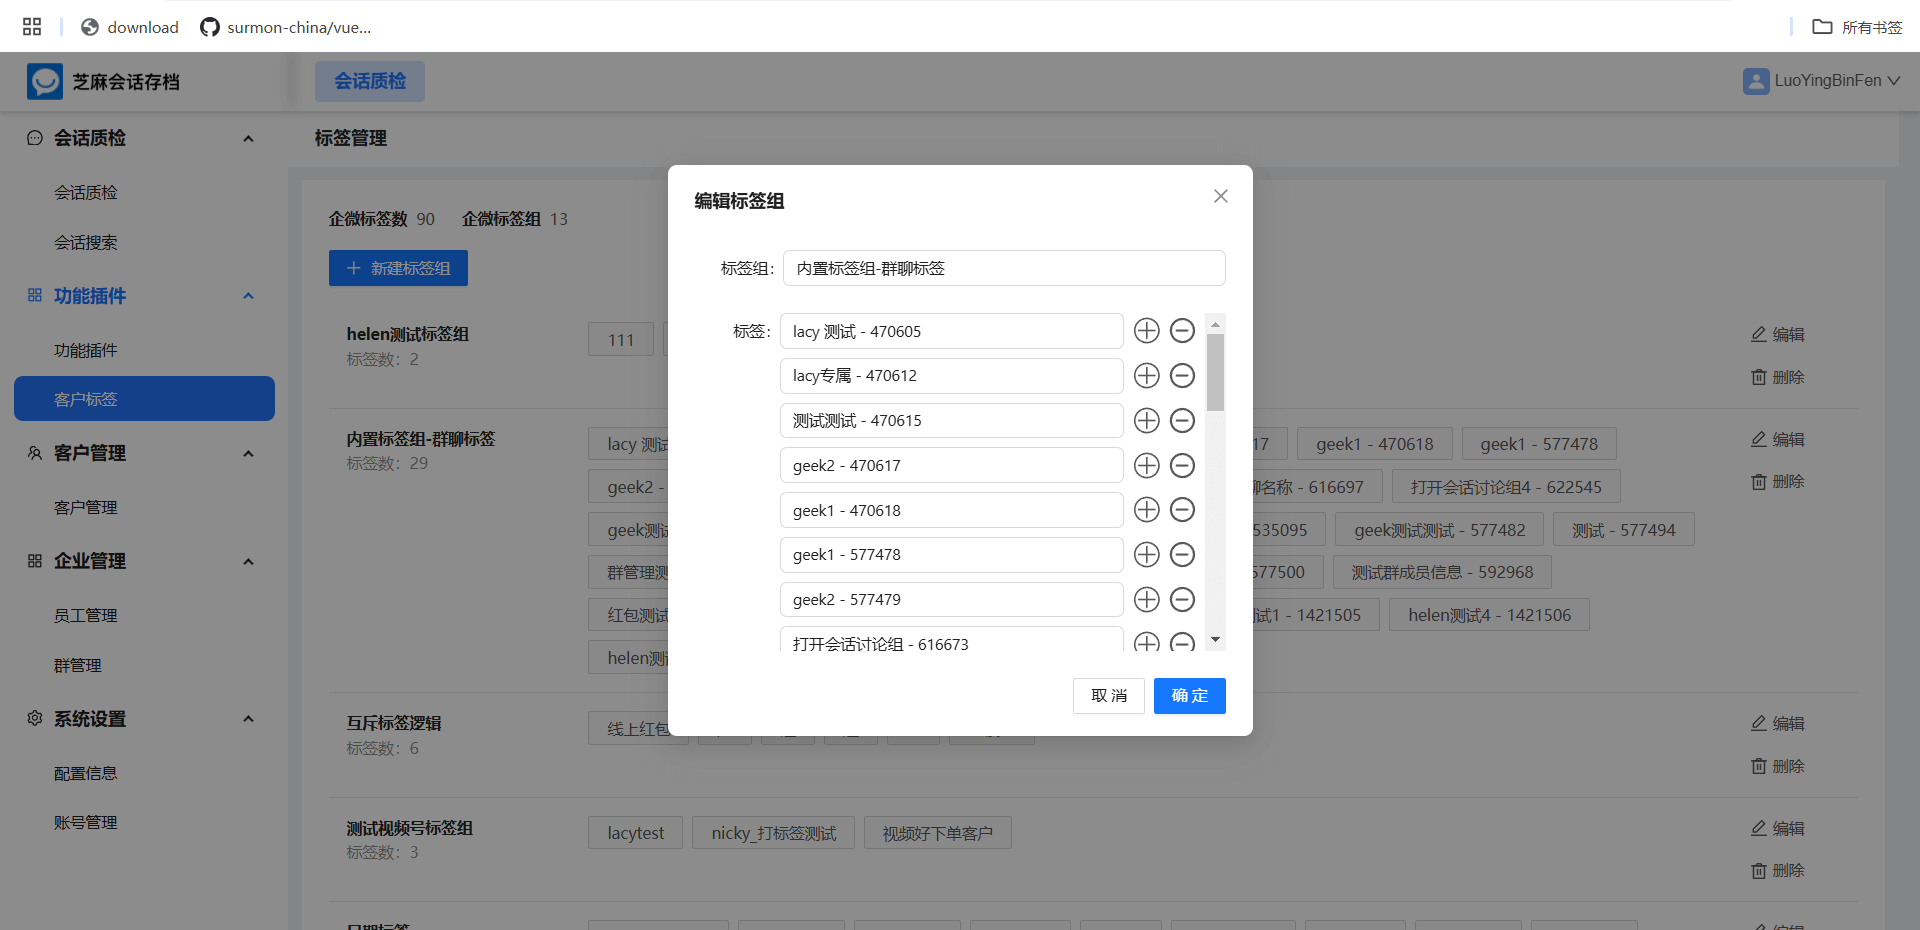 download
surmon-china/vue...
所有书签
芝麻会话存档
会话质检
LuoYingBinFen
会话质检
会话质检
会话搜索
功能插件
功能插件
客户标签
客户管理
客户管理
企业管理
员工管理
群管理
系统设置
配置信息
账号管理
标签管理
企微标签数 90 企微标签组 13
新建标签组
helen测试标签组
标签数：2
111
编辑
删除
内置标签组-群聊标签
标签数：29
lacy 测试
17
geek1 - 470618
geek1 - 577478
编辑
geek2 -
聊名称 - 616697
打开会话讨论组4 - 622545
删除
geek测试
535095
geek测试测试 - 577482
测试 - 577494
群管理测
577500
测试群成员信息 - 592968
红包测试
测试1 - 1421505
helen测试4 - 1421506
helen测
互斥标签逻辑
标签数：6
线上红包
编辑
删除
测试视频号标签组
标签数：3
lacytest
nicky_打标签测试
视频好下单客户
编辑
删除
编辑标签组
标签组：
内置标签组-群聊标签
标签：
lacy 测试 - 470605
lacy专属 - 470612
测试测试 - 470615
geek2 - 470617
geek1 - 470618
geek1 - 577478
geek2 - 577479
打开会话讨论组 - 616673
取 消
确 定